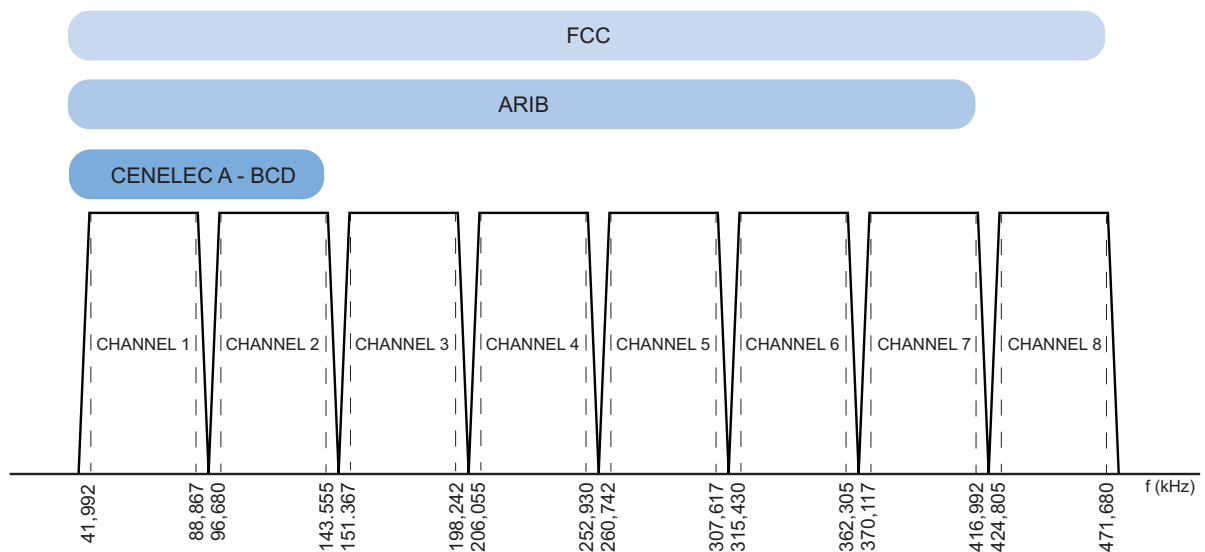 FCC
ARIB
CENELEC A - BCD
CHANNEL 1
CHANNEL 2
CHANNEL 3
CHANNEL 4
CHANNEL 5
CHANNEL 6
CHANNEL 7
CHANNEL 8
41,992
88,867
96,680
143.555
151.367
198,242
206,055
252,930
260,742
307,617
315,430
362,305
370,117
416,992
424,805
471,680
f (kHz)